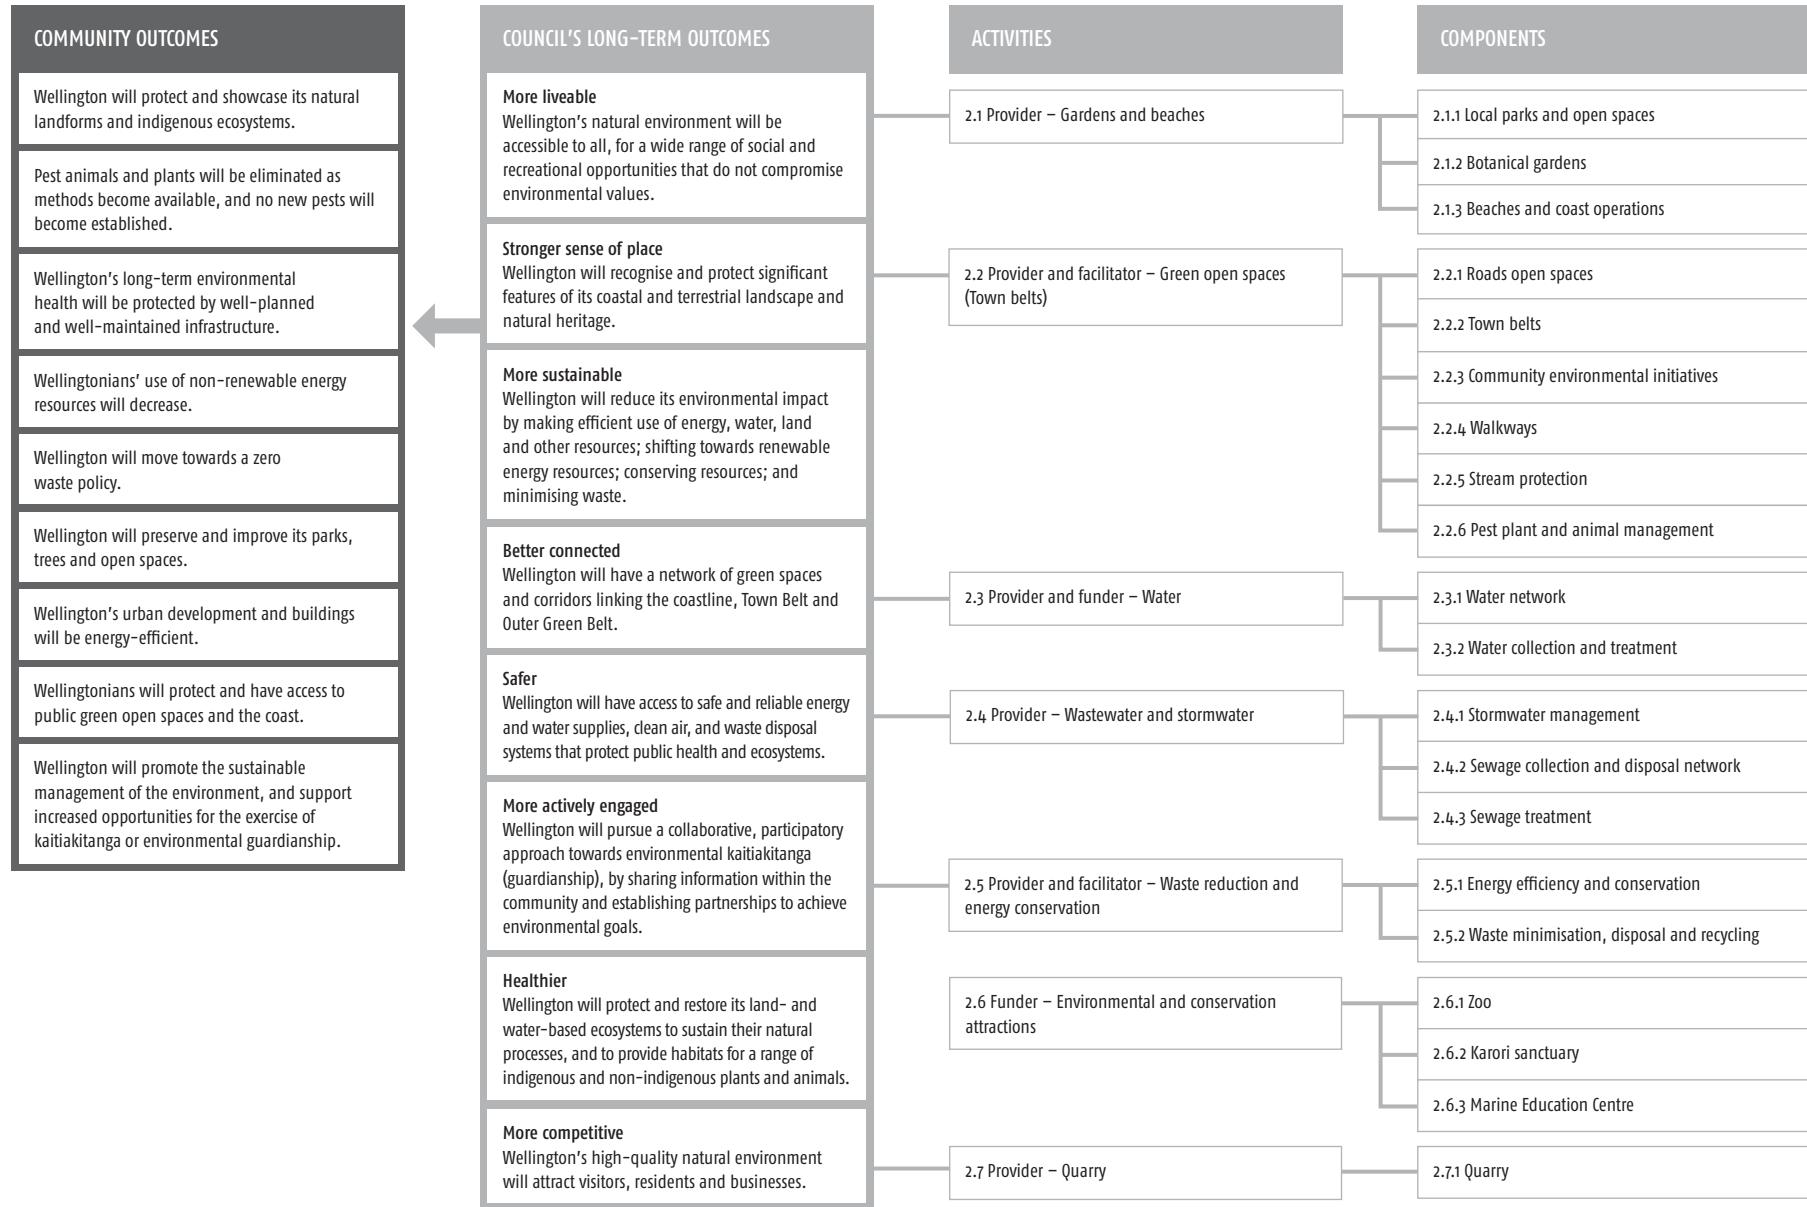 COMMUNITY OUTCOMES
Wellington will protect and showcase its natural
landforms and indigenous ecosystems.
Pest animals and plants will be eliminated as
methods become available, and no new pests will
become established.
Wellington's long-term environmental
health will be protected by well-planned
and well-maintained infrastructure.
Wellingtonians' use of non-renewable energy
resources will decrease.
Wellington will move towards a zero
waste policy.
Wellington will preserve and improve its parks,
trees and open spaces.
Wellington's urban development and buildings
will be energy-efficient.
Wellingtonians will protect and have access to
public green open spaces and the coast.
Wellington will promote the sustainable
management of the environment, and support
increased opportunities for the exercise of
kaitiakitanga or environmental guardianship.
COUNCIL'S LONG-TERM OUTCOMES
More liveable
Wellington's natural environment will be
accessible to all, for a wide range of social and
recreational opportunities that do not compromise
environmental values.
Stronger sense of place
Wellington will recognise and protect significant
features of its coastal and terrestrial landscape and
natural heritage.
More sustainable
Wellington will reduce its environmental impact
by making efficient use of energy, water, land
and other resources; shifting towards renewable
energy resources; conserving resources; and
minimising waste.
Better connected
Wellington will have a network of green spaces
and corridors linking the coastline, Town Belt and
Outer Green Belt.
Safer
Wellington will have access to safe and reliable energy
and water supplies, clean air, and waste disposal
systems that protect public health and ecosystems.
More actively engaged
Wellington will pursue a collaborative, participatory
approach towards environmental kaitiakitanga
(guardianship), by sharing information within the
community and establishing partnerships to achieve
environmental goals.
Healthier
Wellington will protect and restore its land- and
water-based ecosystems to sustain their natural
processes, and to provide habitats for a range of
indigenous and non-indigenous plants and animals.
More competitive
Wellington's high-quality natural environment
will attract visitors, residents and businesses.
ACTIVITIES
2.1 Provider – Gardens and beaches
2.2 Provider and facilitator – Green open spaces
(Town belts)
2.3 Provider and funder – Water
2.4 Provider – Wastewater and stormwater
2.5 Provider and facilitator – Waste reduction and
energy conservation
2.6 Funder – Environmental and conservation
attractions
2.7 Provider – Quarry
COMPONENTS
2.1.1 Local parks and open spaces
2.1.2 Botanical gardens
2.1.3 Beaches and coast operations
2.2.1 Roads open spaces
2.2.2 Town belts
2.2.3 Community environmental initiatives
2.2.4 Walkways
2.2.5 Stream protection
2.2.6 Pest plant and animal management
2.3.1 Water network
2.3.2 Water collection and treatment
2.4.1 Stormwater management
2.4.2 Sewage collection and disposal network
2.4.3 Sewage treatment
2.5.1 Energy efficiency and conservation
2.5.2 Waste minimisation, disposal and recycling
2.6.1 Zoo
2.6.2 Karori sanctuary
2.6.3 Marine Education Centre
2.7.1 Quarry